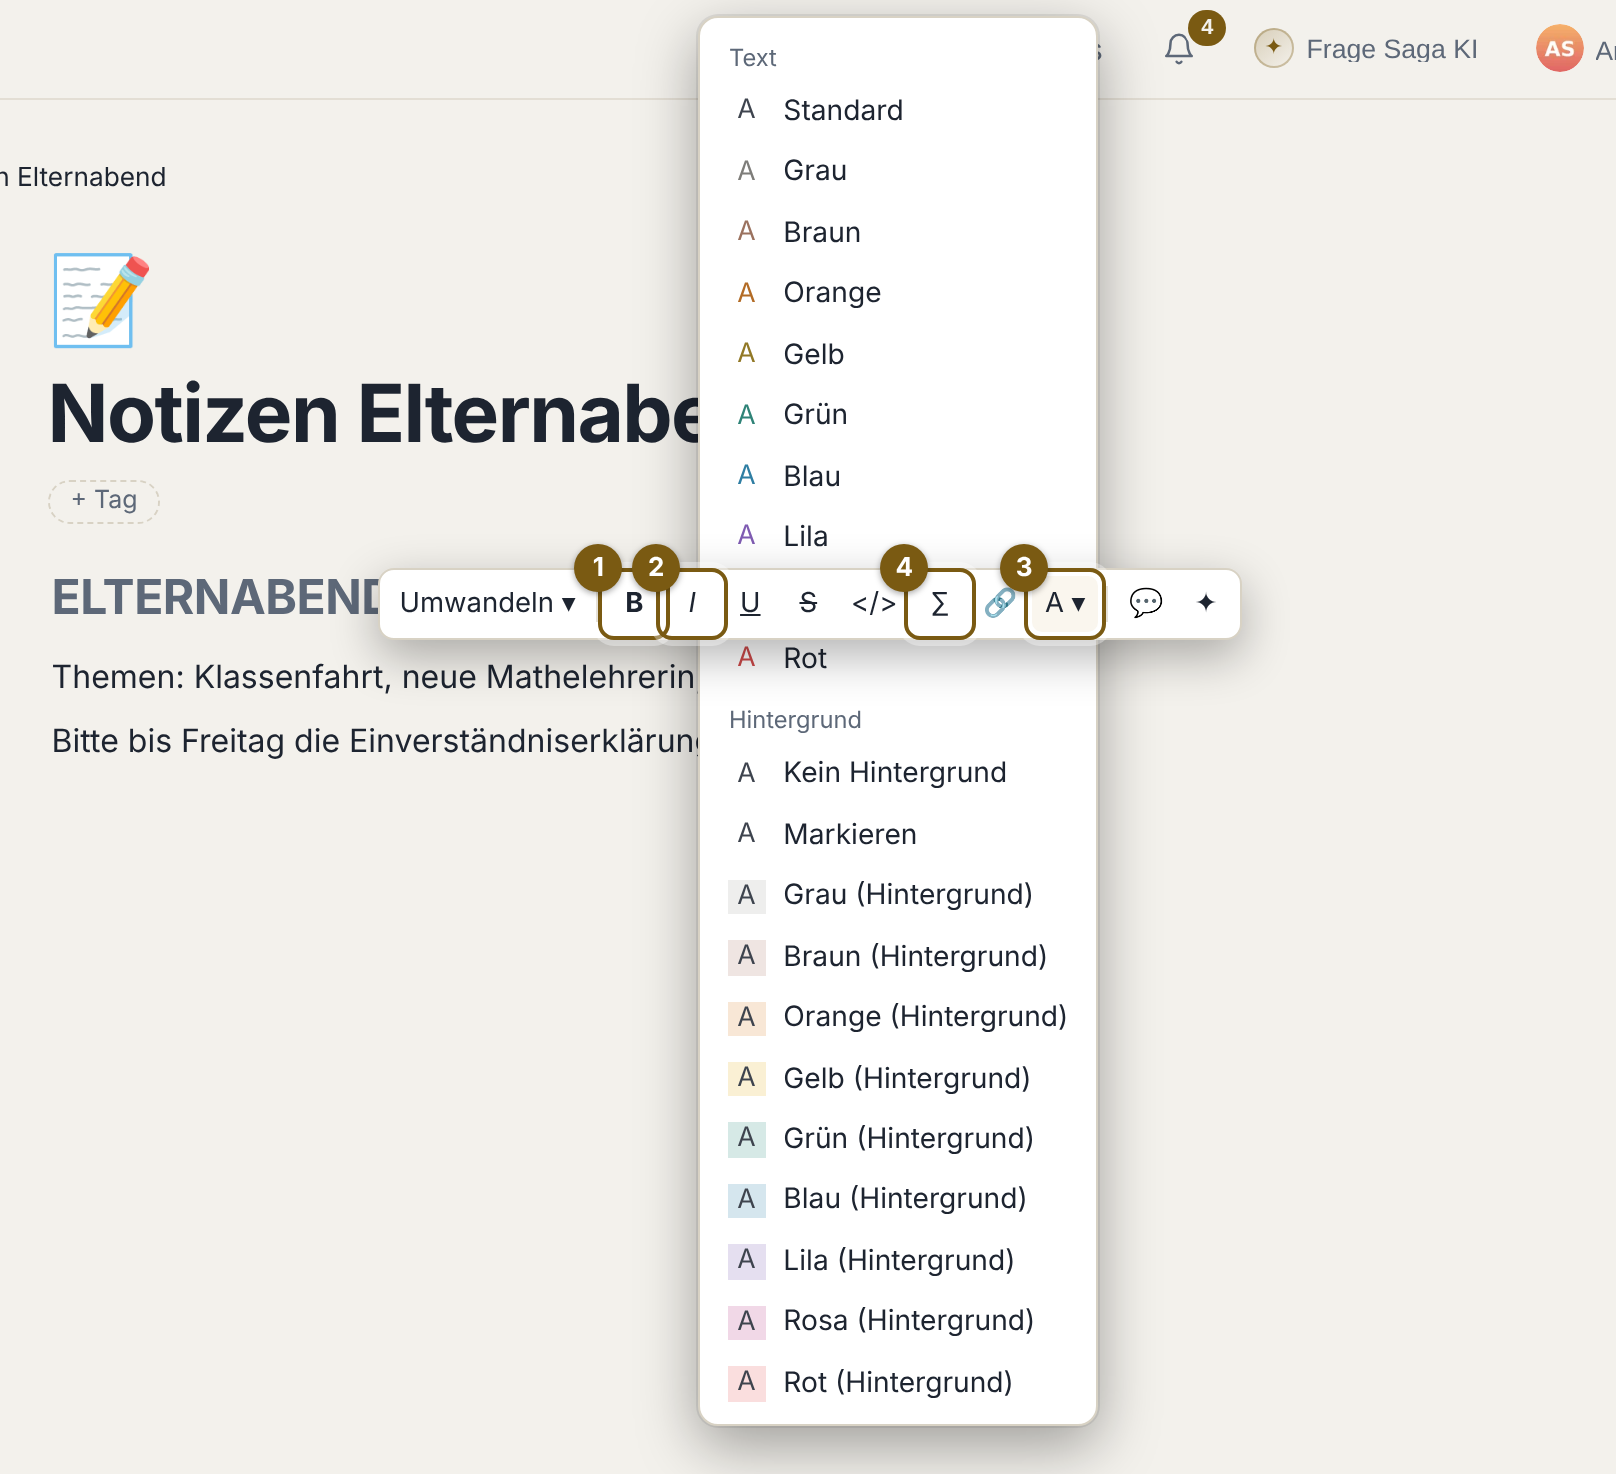 4
Frage Saga KI
AS
Elternabend
Notizen Elternabe
+ Tag
ELTERNABEND
Themen: Klassenfahrt, neue Mathelehrerin
Bitte bis Freitag die Einverständniserklärung
Text
A Standard
A Grau
A Braun
A Orange
A Gelb
A Grün
A Blau
A Lila
1 2 4 3
Umwandeln ▾ B I U S </> ∑ A ▾
A Rot
Hintergrund
A Kein Hintergrund
A Markieren
A Grau (Hintergrund)
A Braun (Hintergrund)
A Orange (Hintergrund)
A Gelb (Hintergrund)
A Grün (Hintergrund)
A Blau (Hintergrund)
A Lila (Hintergrund)
A Rosa (Hintergrund)
A Rot (Hintergrund)